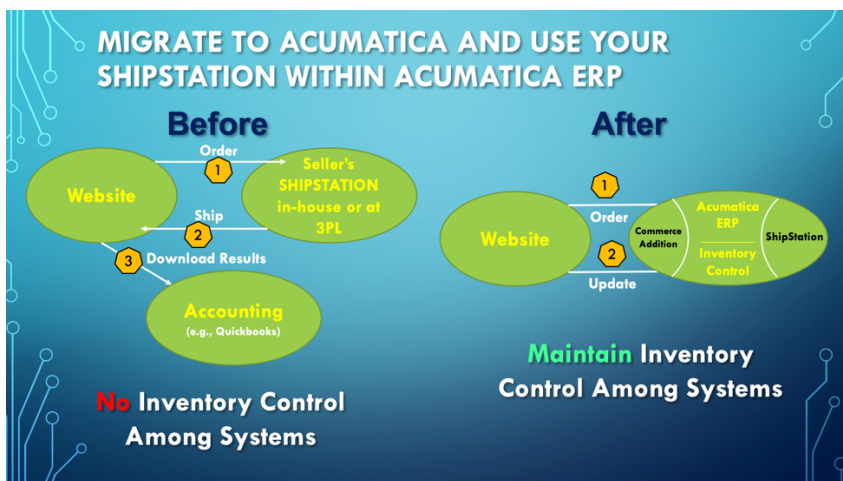 MIGRATE TO ACUMATICA AND USE YOUR
SHIPSTATION WITHIN ACUMATICA ERP
Before
Order
1
Website
Seller's
SHIPSTATION
in-house or at
3PL
Ship
2
3
Download Results
Accounting
(e.g., Quickbooks)
No Inventory Control
Among Systems
After
1
Order
Website
2
Update
Commerce
Addition
Acumatica
ERP
Inventory
Control
ShipStation
Maintain Inventory
Control Among Systems